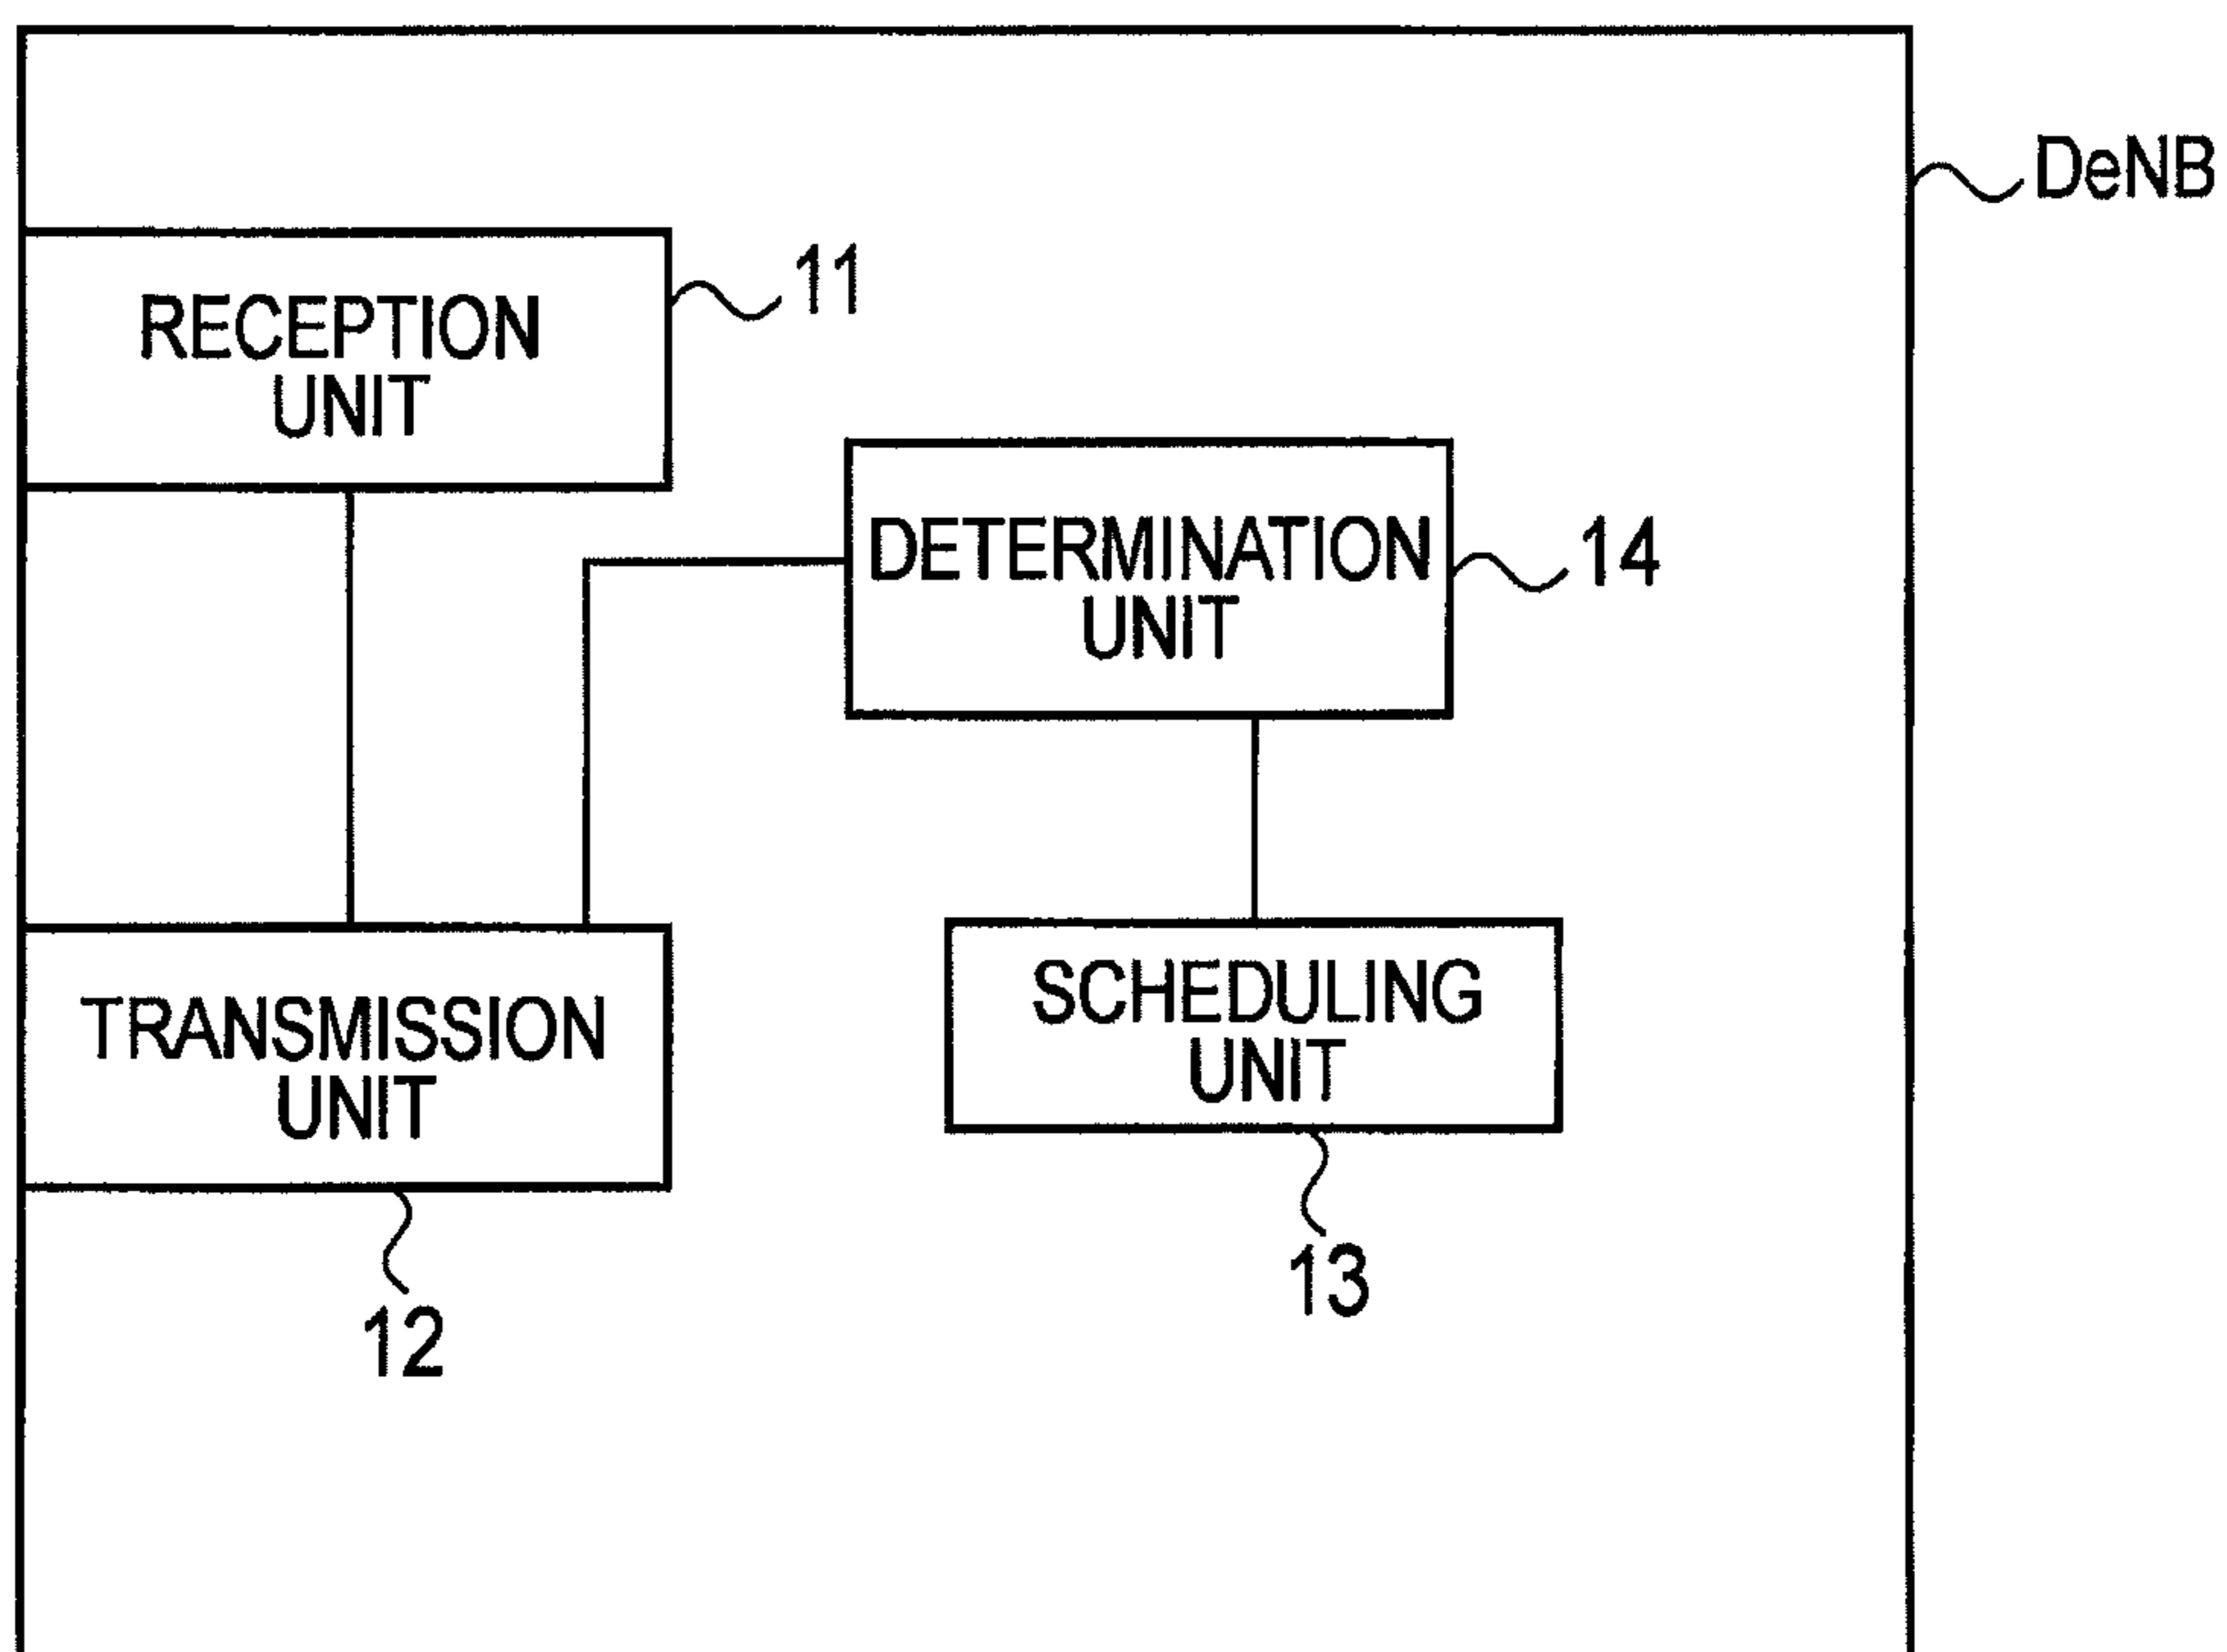 DeNB
RECEPTION
UNIT
11
DETERMINATION
UNIT
14
TRANSMISSION
UNIT
12
SCHEDULING
UNIT
13